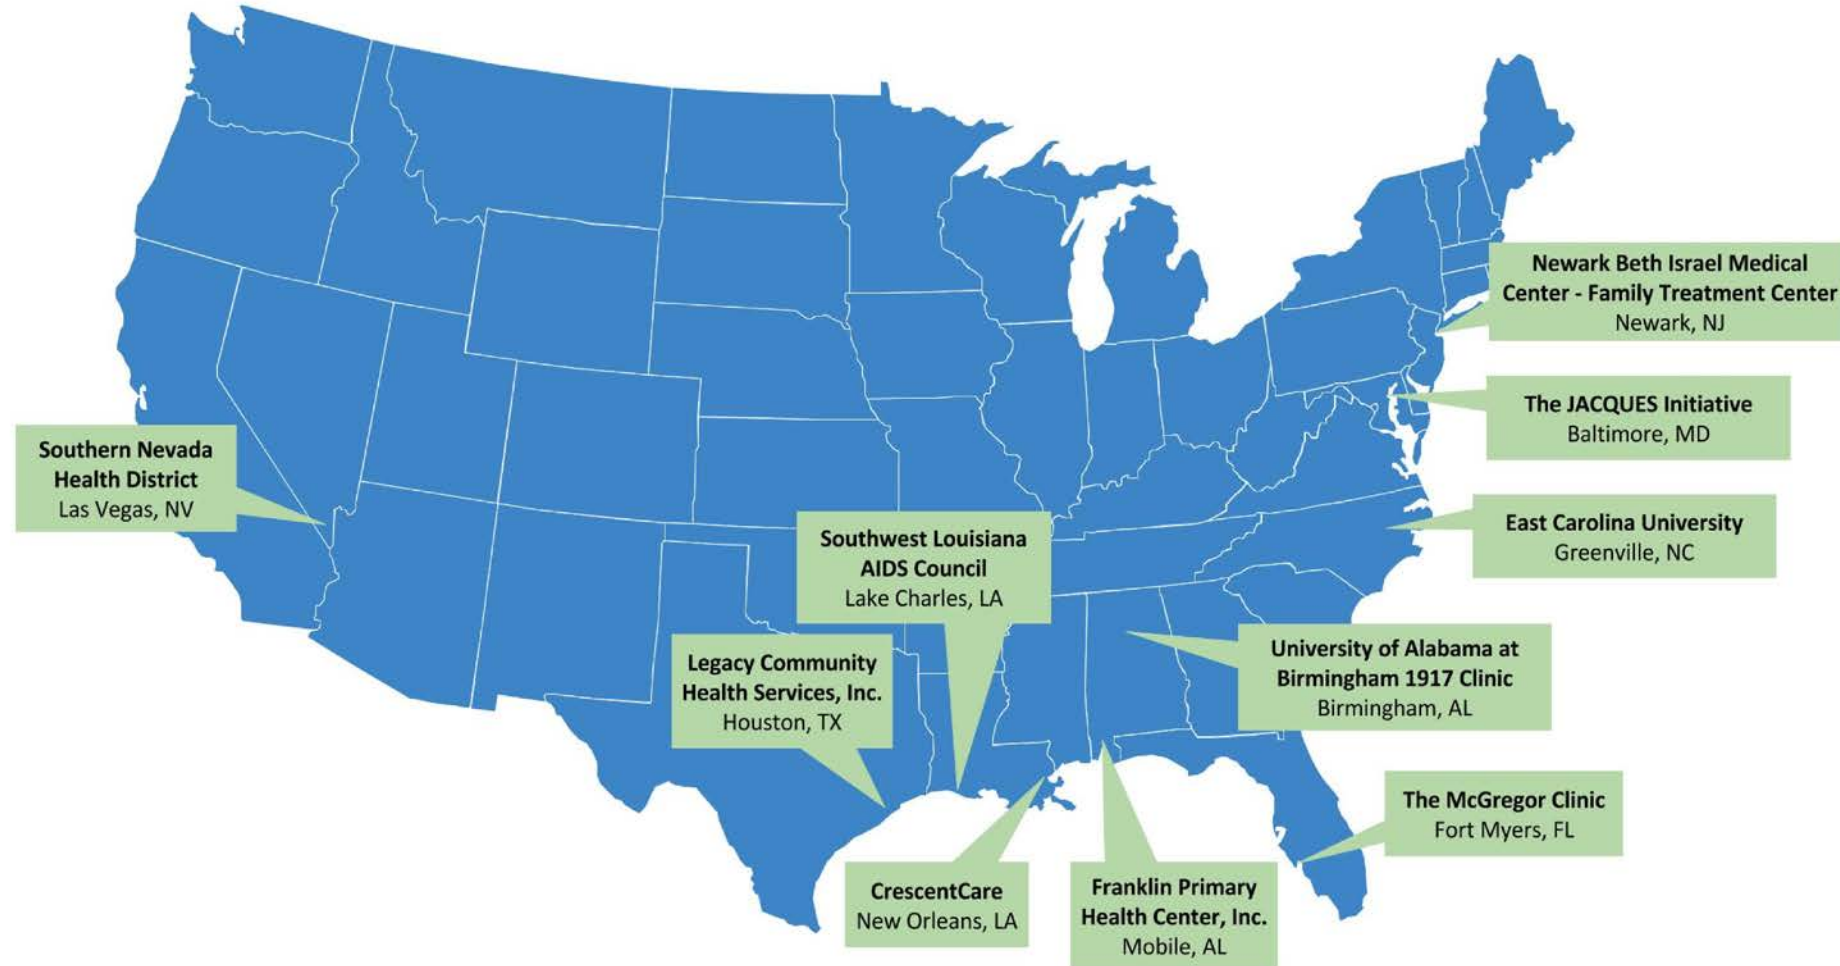 Newark Beth Israel Medical
Center - Family Treatment Center
Newark, NJ
The JACQUES Initiative
Baltimore, MD
Southern Nevada
Health District
Las Vegas, NV
East Carolina University
Greenville, NC
Southwest Louisiana
AIDS Council
Lake Charles, LA
Legacy Community
Health Services, Inc.
Houston, TX
University of Alabama at
Birmingham 1917 Clinic
Birmingham, AL
The McGregor Clinic
Fort Myers, FL
CrescentCare
New Orleans, LA
Franklin Primary
Health Center, Inc.
Mobile, AL